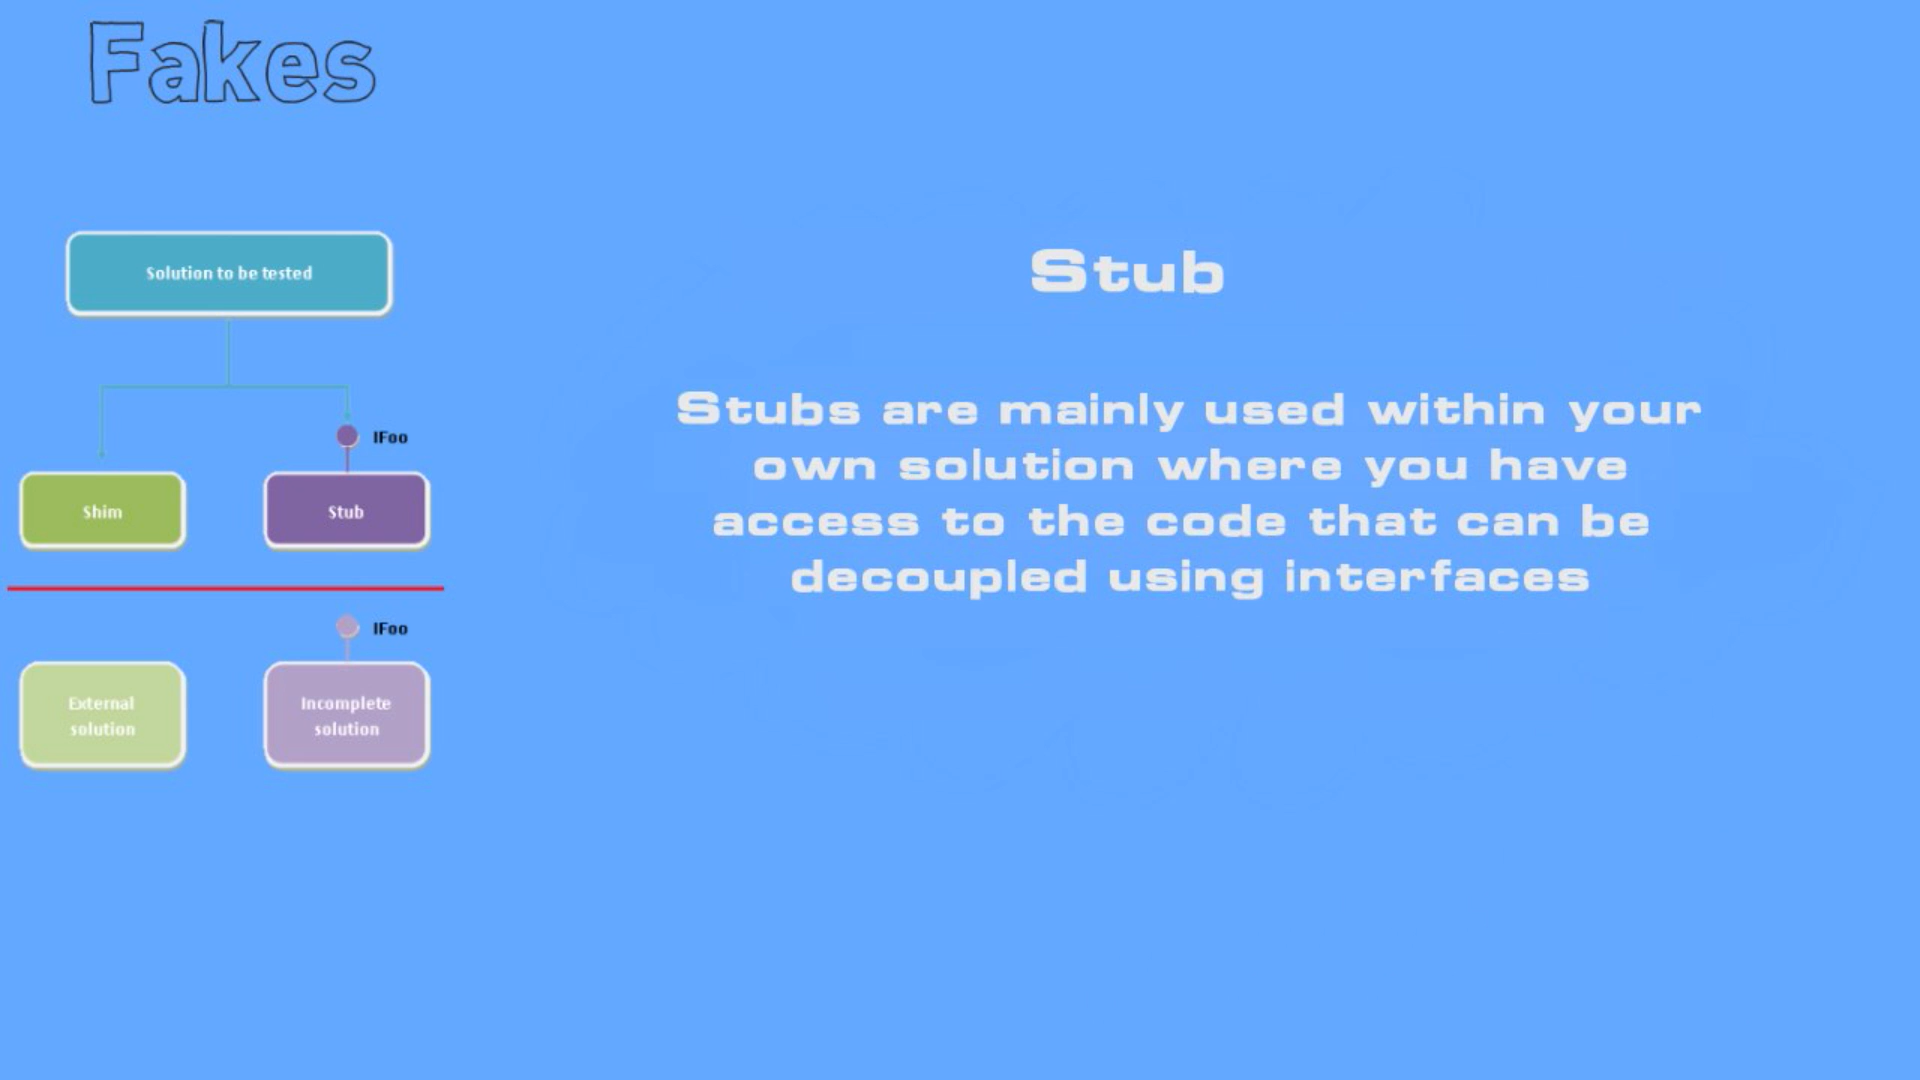 Fakes
Solution to be tested
IFoo
Shim
Stub
IFoo
External
solution
Incomplete
solution
Stub
Stubs are mainly used within your
own solution where you have
access to the code that can be
decoupled using interfaces